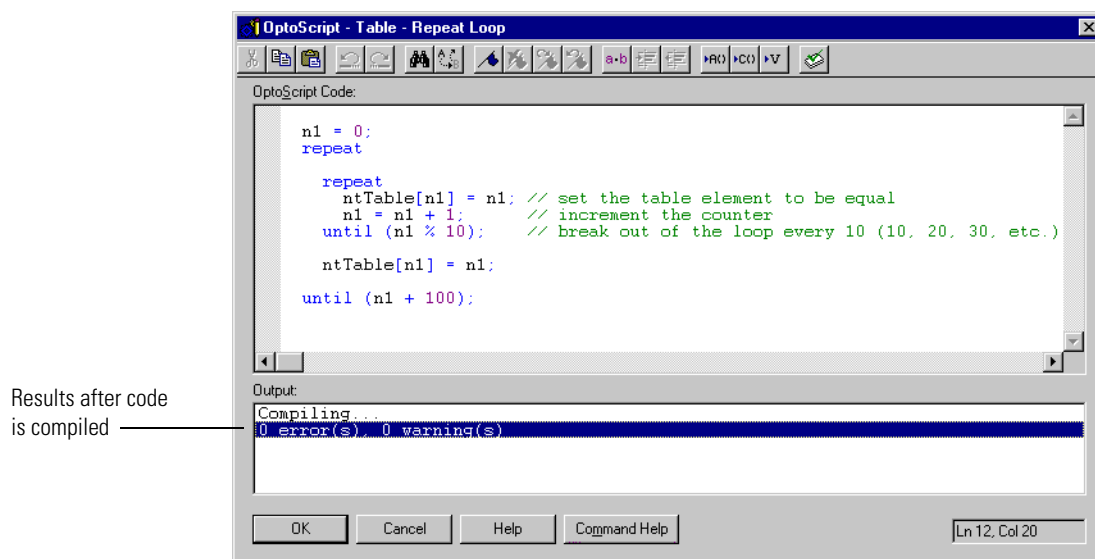 OptoScript - Table - Repeat Loop
a•b
A() C() V
OptoScript Code:
n1 = 0;
repeat
repeat
ntTable[n1] = n1; // set the table element to be equal
n1 = n1 + 1; // increment the counter
until (n1 % 10); // break out of the loop every 10 (10, 20, 30, etc.)
ntTable[n1] = n1;
until (n1 + 100);
Output:
Compiling...
0 error(s), 0 warning(s)
Results after code
is compiled
OK Cancel Help Command Help Ln 12, Col 20